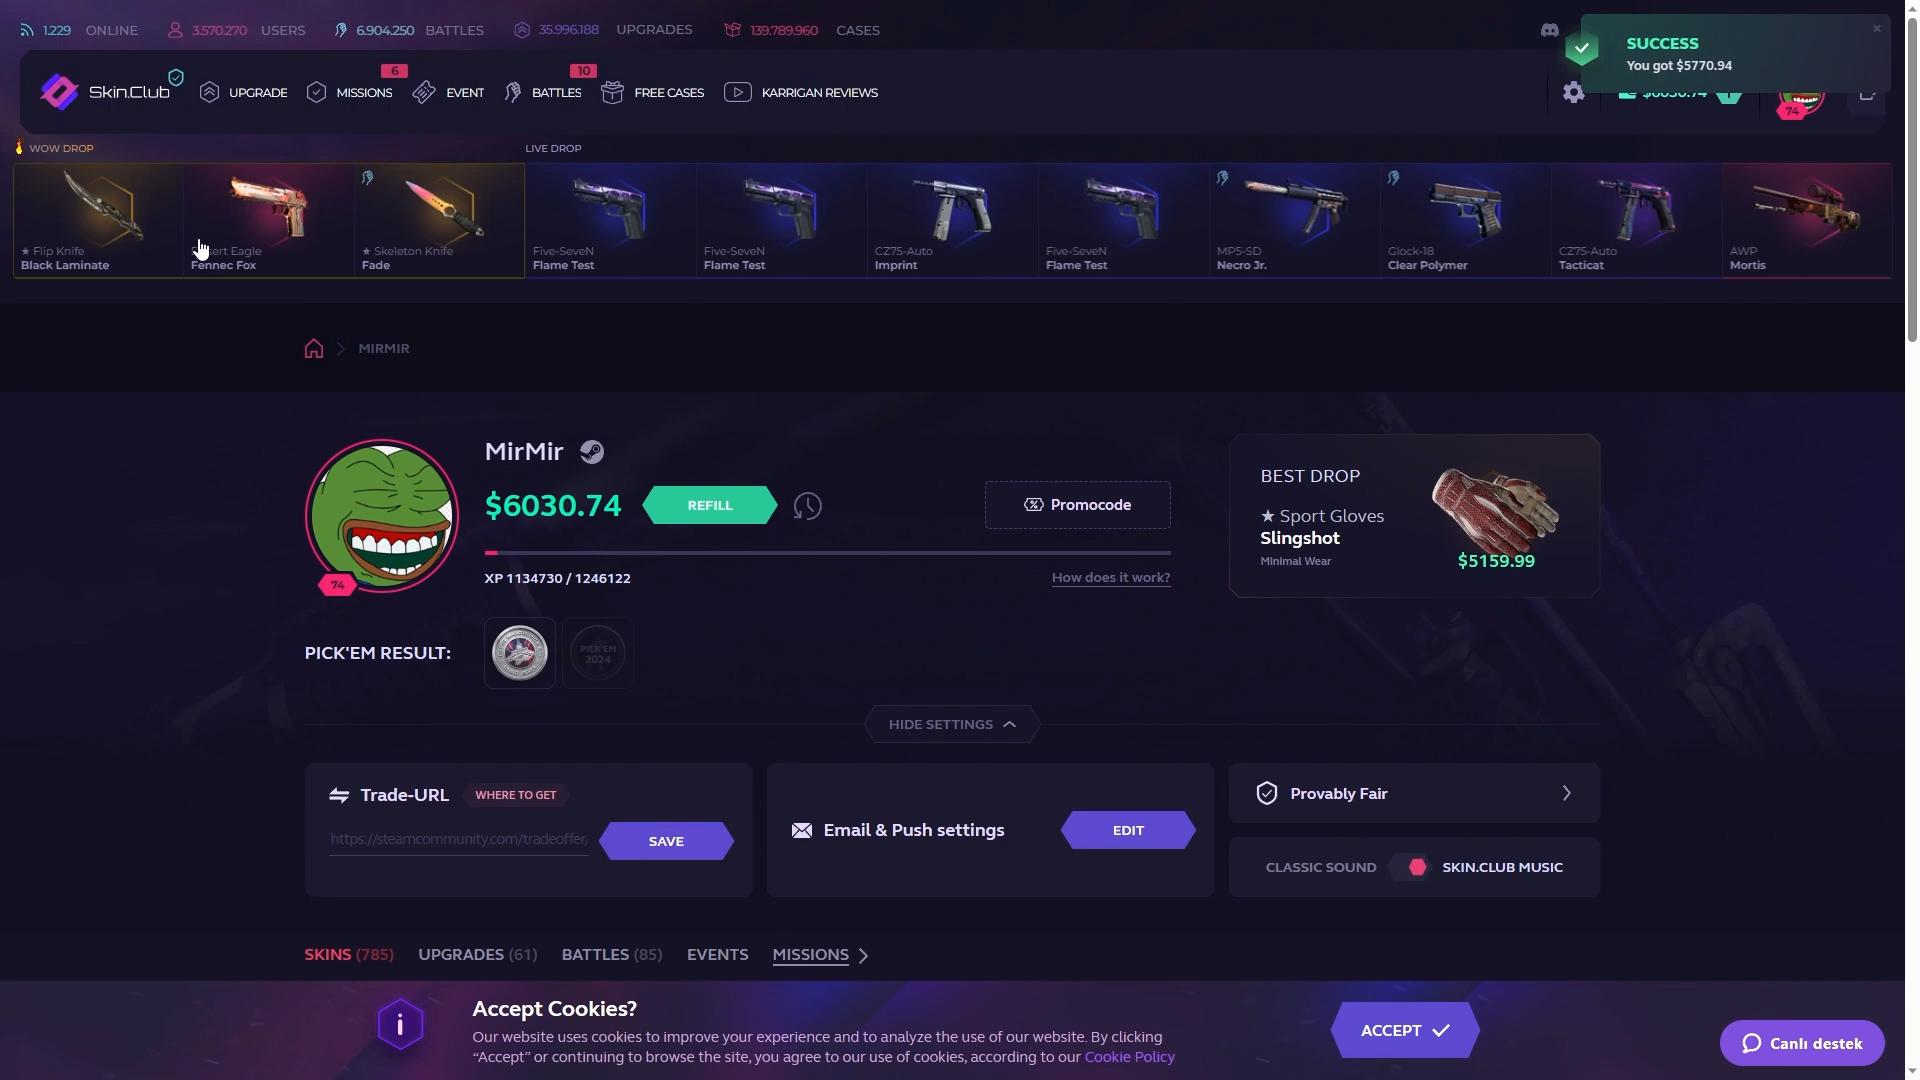 1.229 ONLINE 3.570.270 USERS 6.904.250 BATTLES 35.996.188 UPGRADES 139.789.960 CASES
SUCCESS
You got $5770.94
Skin.Club UPGRADE 6 MISSIONS EVENT 10 BATTLES FREE CASES KARRIGAN REVIEWS $6030.74 74
WOW DROP LIVE DROP
★ Flip Knife
Black Laminate
Fennec Fox
★ Skeleton Knife
Fade
Five-SeveN
Flame Test
Five-SeveN
Flame Test
CZ75-Auto
Imprint
Five-SeveN
Flame Test
MP5-SD
Necro Jr.
Glock-18
Clear Polymer
CZ75-Auto
Tacticat
AWP
Mortis
MIRMIR
MirMir
$6030.74 REFILL Promocode
XP 1134730 / 1246122 How does it work?
74
BEST DROP
★ Sport Gloves
Slingshot
Minimal Wear $5159.99
PICK'EM RESULT: PICK'EM
2024
HIDE SETTINGS
Trade-URL WHERE TO GET
https://steamcommunity.com/tradeoffer, SAVE
Email & Push settings EDIT
Provably Fair
CLASSIC SOUND SKIN.CLUB MUSIC
SKINS (785) UPGRADES (61) BATTLES (85) EVENTS MISSIONS
Accept Cookies?
Our website uses cookies to improve your experience and to analyze the use of our website. By clicking
“Accept” or continuing to browse the site, you agree to our use of cookies, according to our Cookie Policy
ACCEPT
Canlı destek